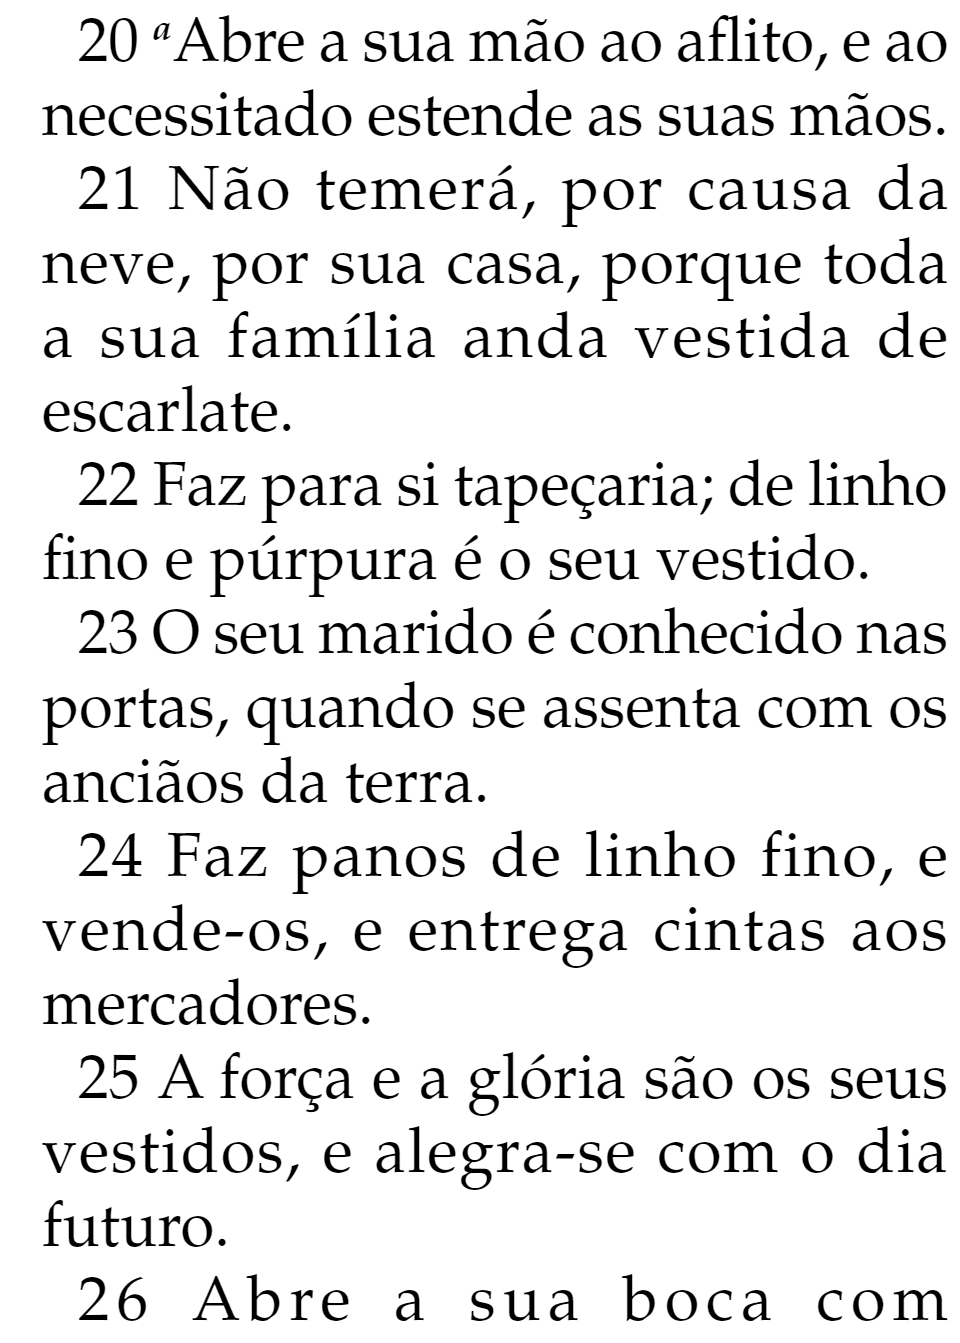 20 ᵃAbre a sua mão ao aflito, e ao
necessitado estende as suas mãos.
21 Não temerá, por causa da
neve, por sua casa, porque toda
a sua família anda vestida de
escarlate.
22 Faz para si tapeçaria; de linho
fino e púrpura é o seu vestido.
23 O seu marido é conhecido nas
portas, quando se assenta com os
anciãos da terra.
24 Faz panos de linho fino, e
vende-os, e entrega cintas aos
mercadores.
25 A força e a glória são os seus
vestidos, e alegra-se com o dia
futuro.
26 Abre a sua boca com